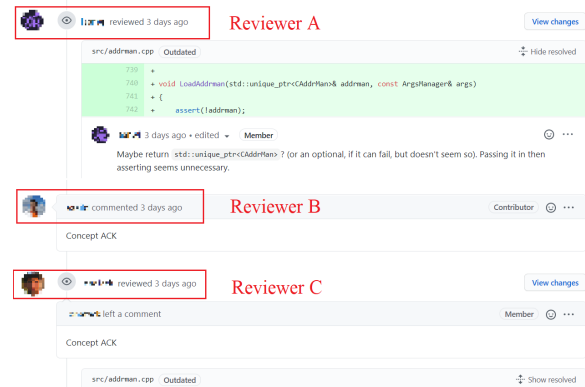 reviewed 3 days ago
Reviewer A
View changes
src/addrman.cpp Outdated
Hide resolved
739 +
740 + void LoadAddrman(std::unique_ptr<CAddrMan>& addrman, const ArgsManager& args)
741 + {
742 + assert(!addrman);
3 days ago • edited Member
Maybe return std::unique_ptr<CAddrMan> ? (or an optional, if it can fail, but doesn't seem so). Passing it in then
asserting seems unnecessary.
commented 3 days ago
Reviewer B
Contributor
Concept ACK
reviewed 3 days ago
Reviewer C
View changes
left a comment
Member
Concept ACK
src/addrman.cpp Outdated
Show resolved